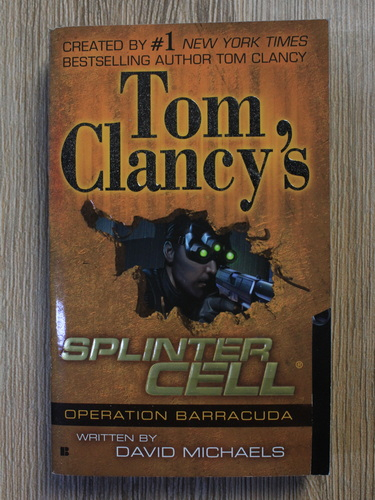 CREATED BY #1 NEW YORK TIMES
BESTSELLING AUTHOR TOM CLANCY
Tom
Clancy's
SPLINTER
CELL®
OPERATION BARRACUDA
WRITTEN BY
DAVID MICHAELS
B